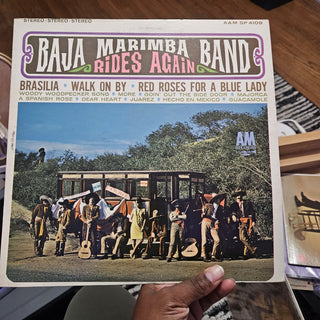 STEREO • STEREO • STEREO
A&M SP 4109
BAJA MARIMBA BAND
RIDES AGAIN
BRASILIA • WALK ON BY • RED ROSES FOR A BLUE LADY
WOODY WOODPECKER SONG • MORE • GOIN' OUT THE SIDE DOOR • MAJORCA
A SPANISH ROSE • DEAR HEART • JUAREZ • HECHO EN MEXICO • GUACAMOLE
A&M